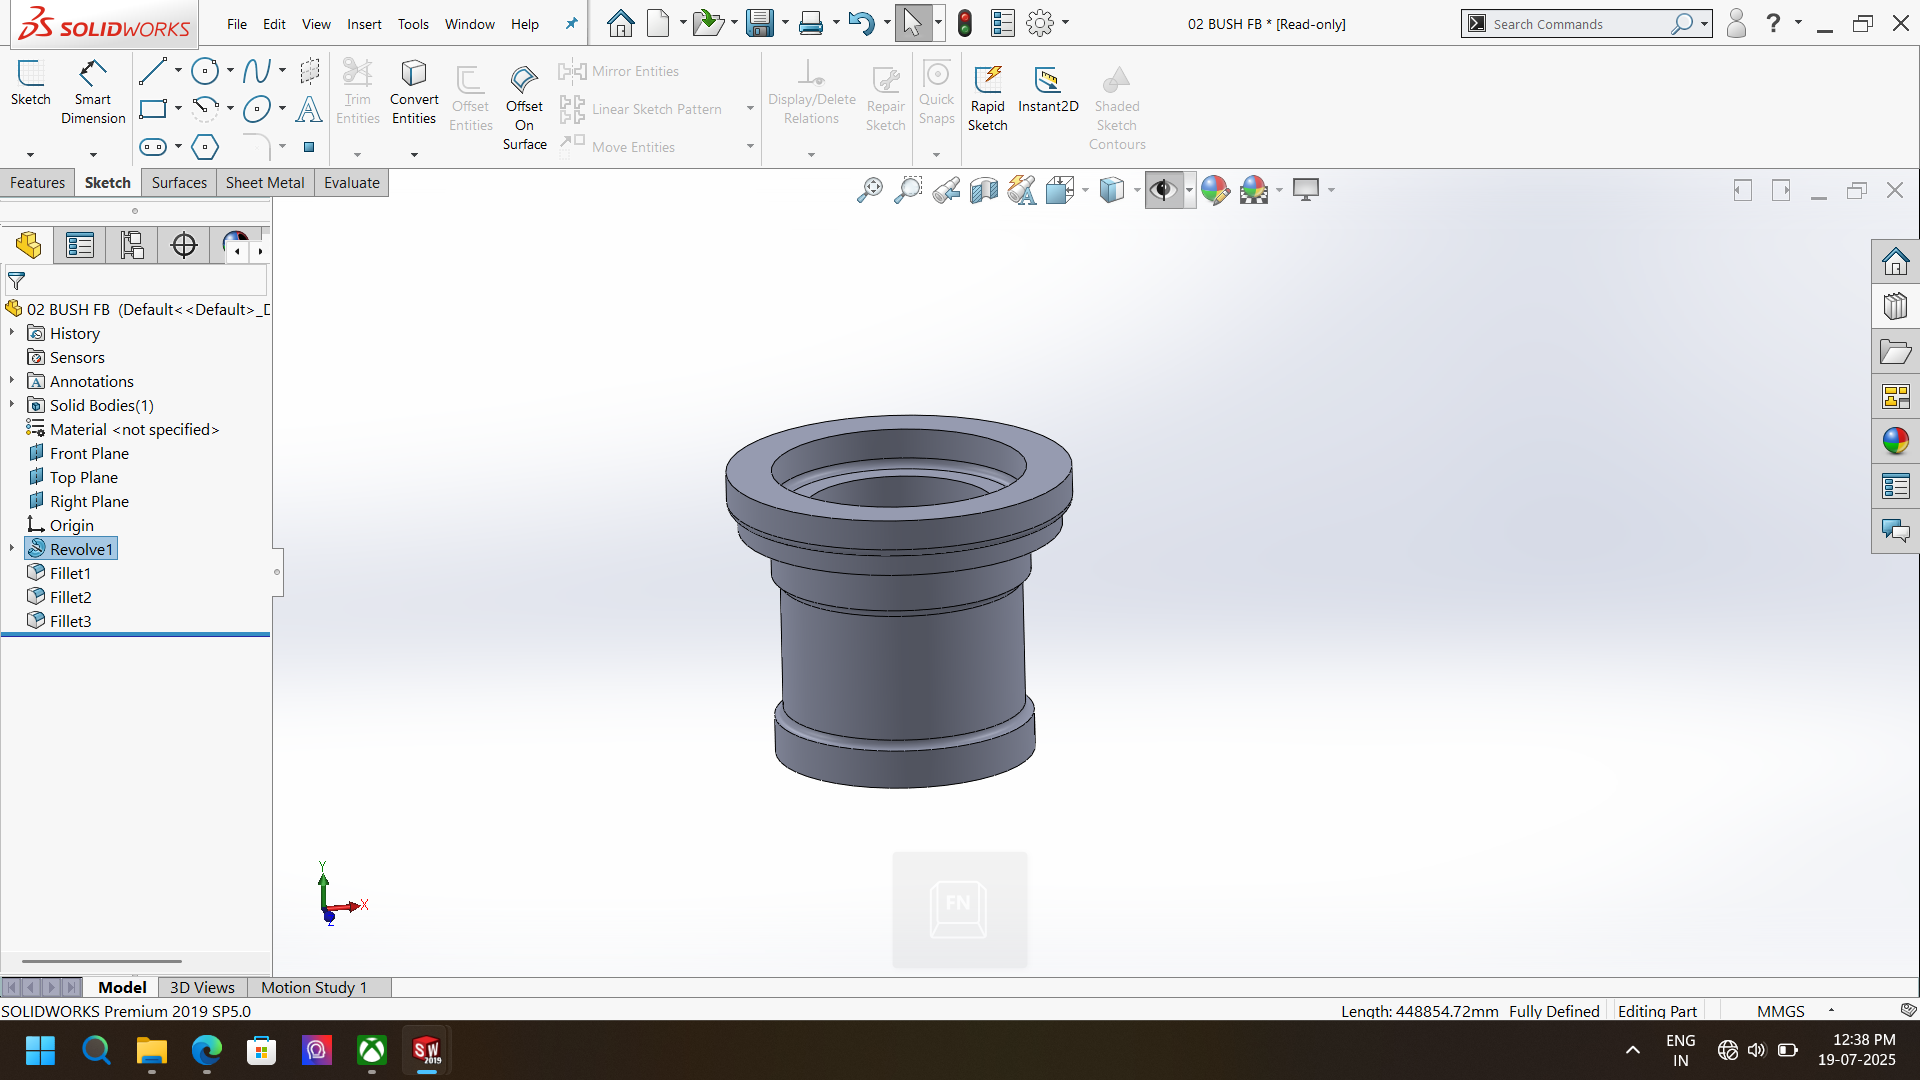 SOLIDWORKS
File Edit View Insert Tools Window Help
02 BUSH FB * [Read-only]
Search Commands
?
Sketch
Smart Dimension
Trim Entities
Convert Entities
Offset Entities
Offset On Surface
Mirror Entities
Linear Sketch Pattern
Move Entities
Display/Delete Relations
Repair Sketch
Quick Snaps
Rapid Sketch
Instant2D
Shaded Sketch Contours
Features Sketch Surfaces Sheet Metal Evaluate
02 BUSH FB (Default<<Default>_D
History
Sensors
Annotations
Solid Bodies(1)
Material <not specified>
Front Plane
Top Plane
Right Plane
Origin
Revolve1
Fillet1
Fillet2
Fillet3
Y
X
Z
FN
Model 3D Views Motion Study 1
SOLIDWORKS Premium 2019 SP5.0
Length: 448854.72mm Fully Defined Editing Part MMGS
SW
2019
ENG
IN
12:38 PM
19-07-2025